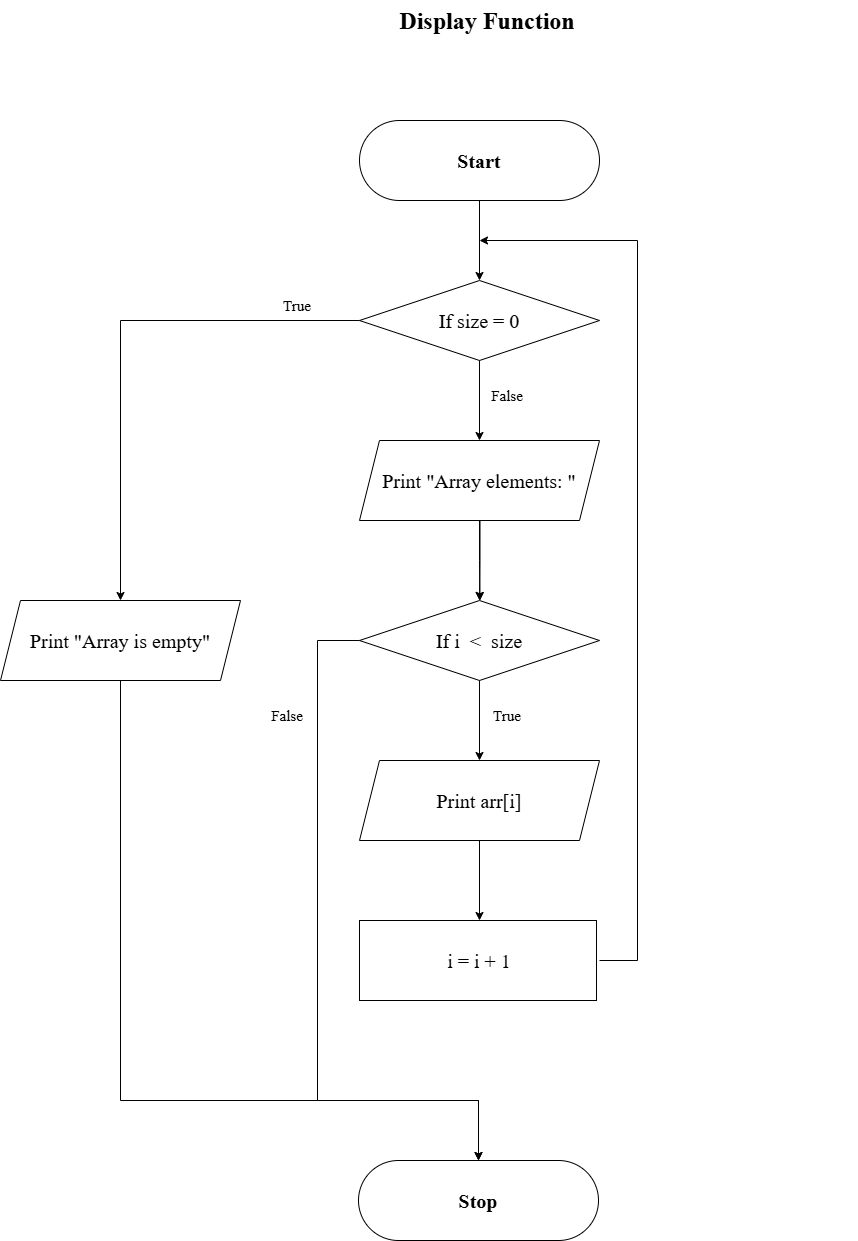 Display Function
Start
True
If size = 0
False
Print "Array elements: "
Print "Array is empty"
If i < size
False
True
Print arr[i]
i = i + 1
Stop